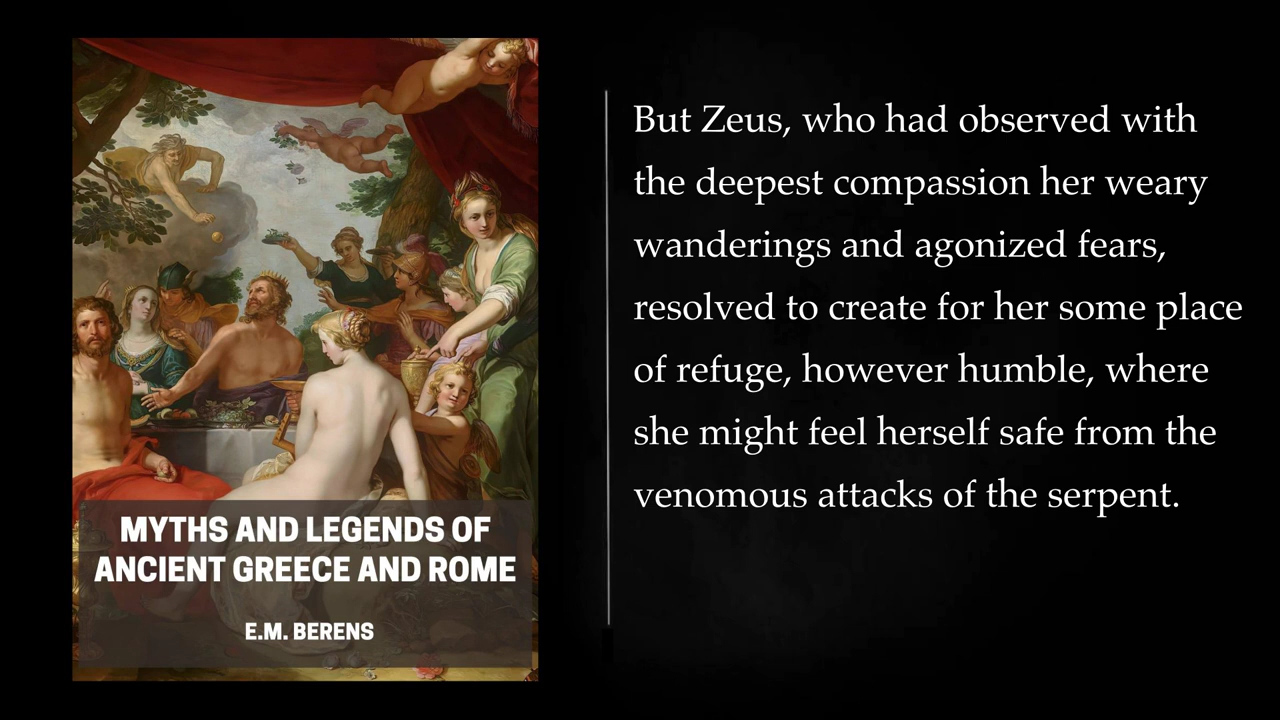 MYTHS AND LEGENDS OF
ANCIENT GREECE AND ROME
E.M. BERENS
But Zeus, who had observed with
the deepest compassion her weary
wanderings and agonized fears,
resolved to create for her some place
of refuge, however humble, where
she might feel herself safe from the
venomous attacks of the serpent.